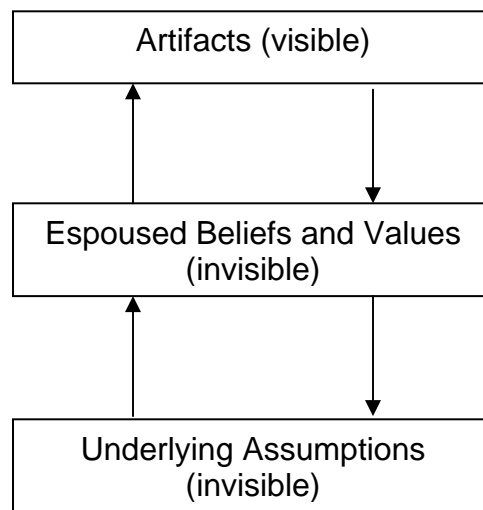 Artifacts (visible)
Espoused Beliefs and Values
(invisible)
Underlying Assumptions
(invisible)